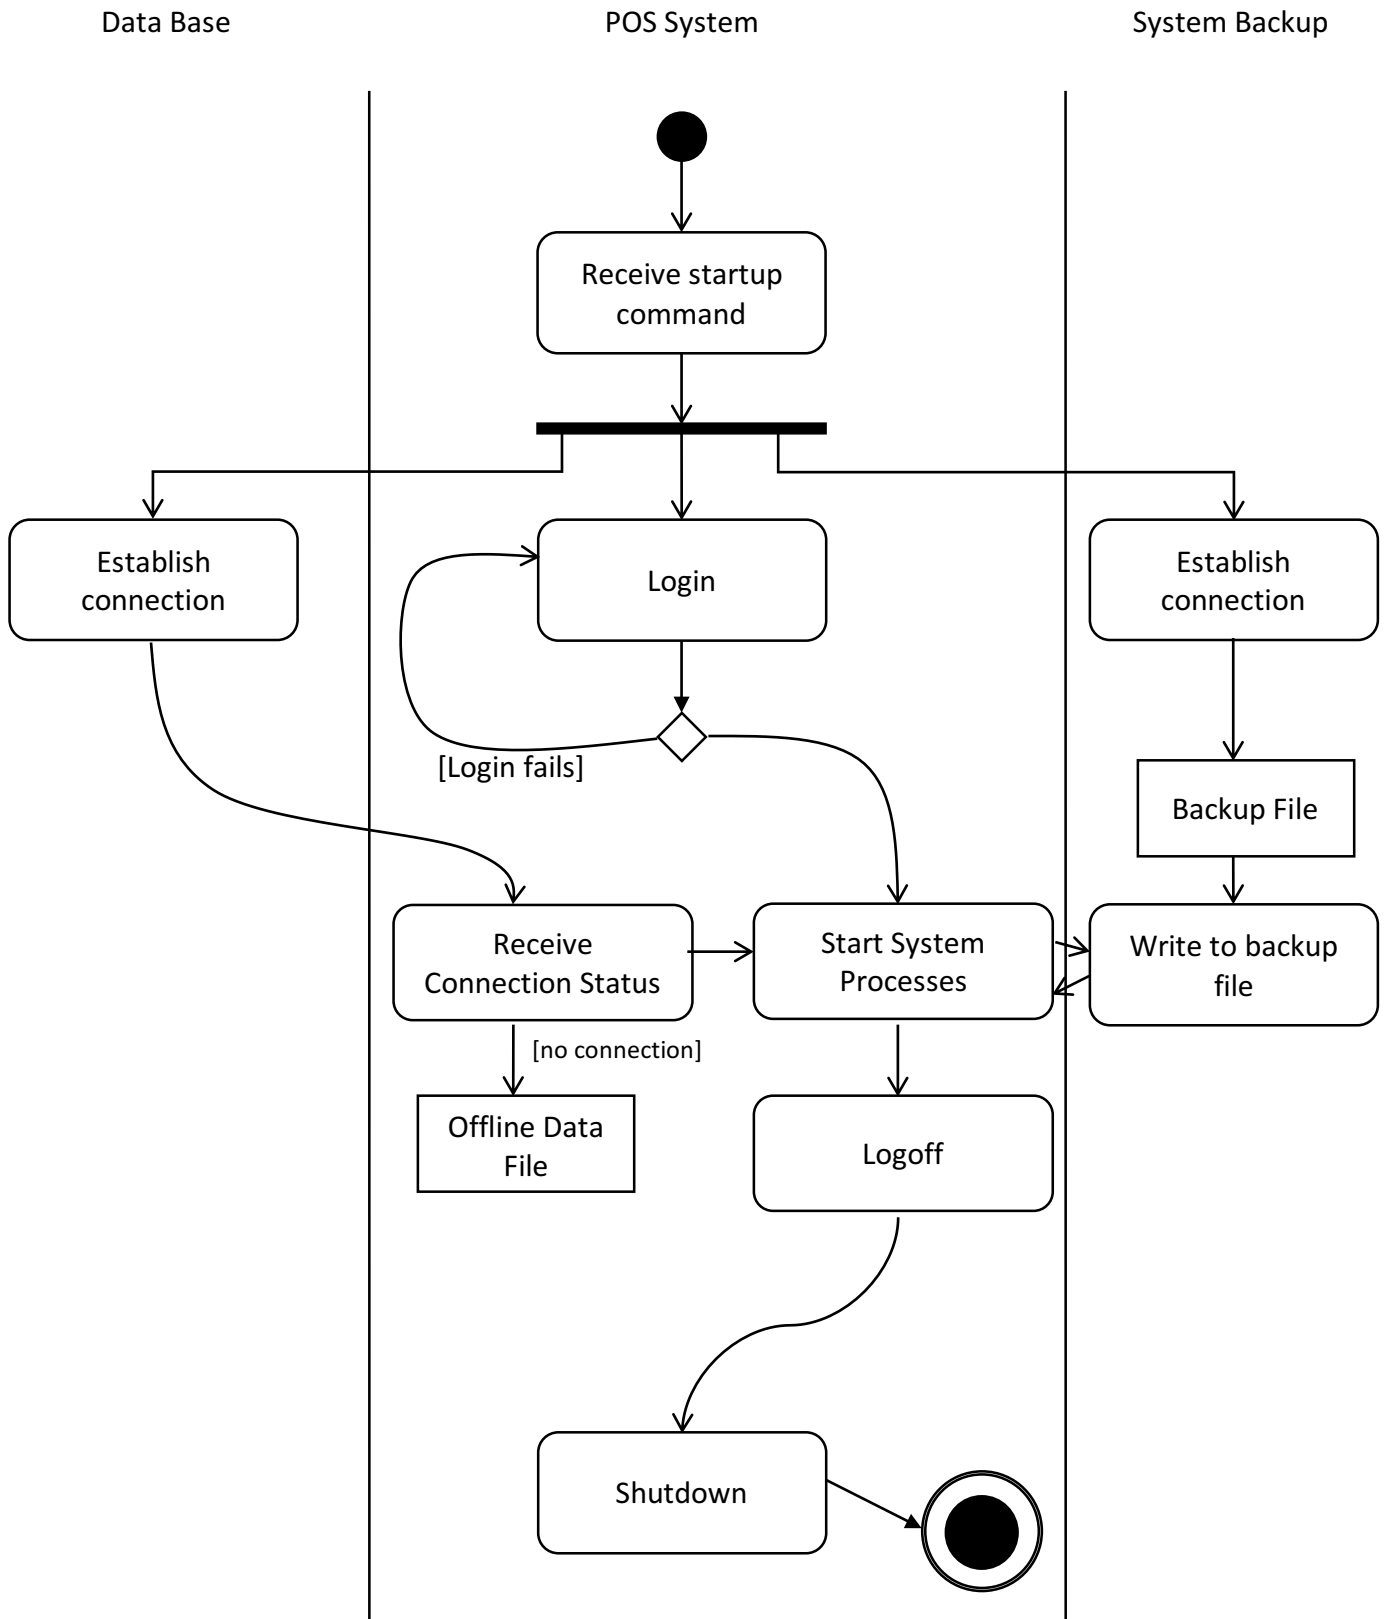 Data Base
POS System
System Backup
Receive startup
command
Establish
connection
Login
Establish
connection
[Login fails]
Backup File
Receive
Connection Status
Start System
Processes
Write to backup
file
[no connection]
Offline Data
File
Logoff
Shutdown